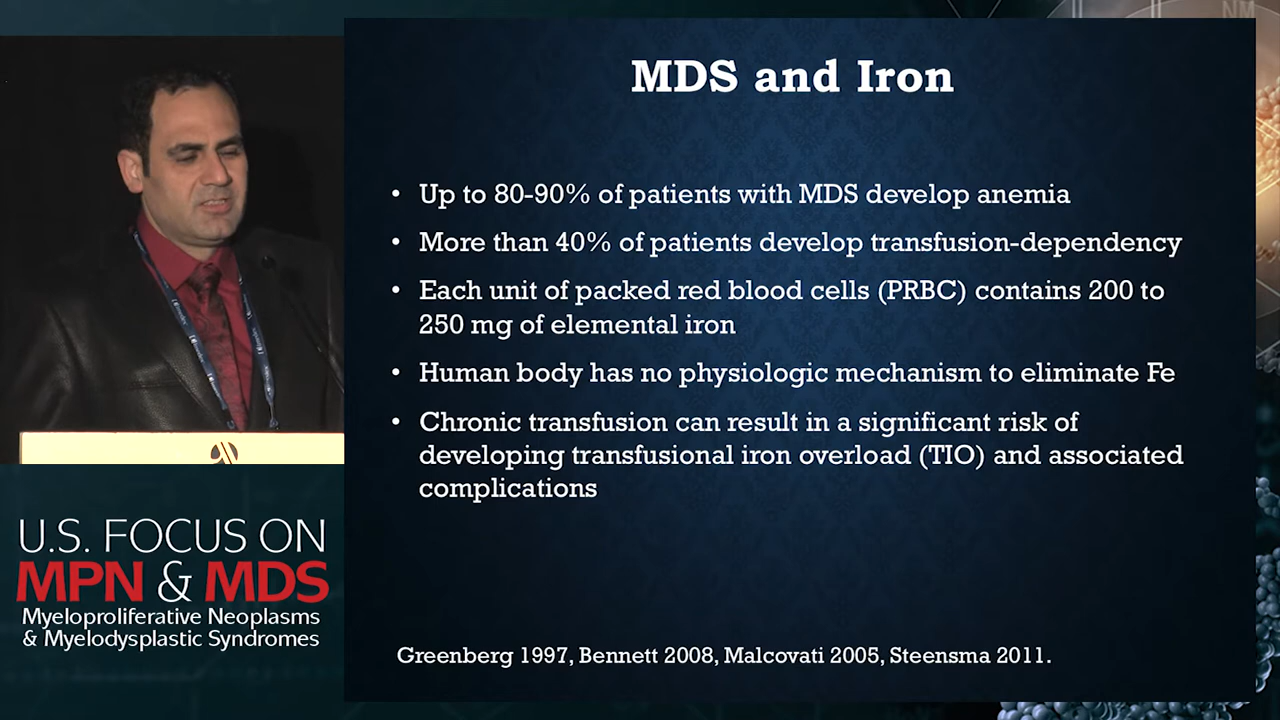 MDS and Iron
• Up to 80-90% of patients with MDS develop anemia
• More than 40% of patients develop transfusion-dependency
• Each unit of packed red blood cells (PRBC) contains 200 to
250 mg of elemental iron
• Human body has no physiologic mechanism to eliminate Fe
• Chronic transfusion can result in a significant risk of
developing transfusional iron overload (TIO) and associated
complications
Greenberg 1997, Bennett 2008, Malcovati 2005, Steensma 2011.
U.S. FOCUS ON
MPN & MDS
Myeloproliferative Neoplasms
& Myelodysplastic Syndromes
NM